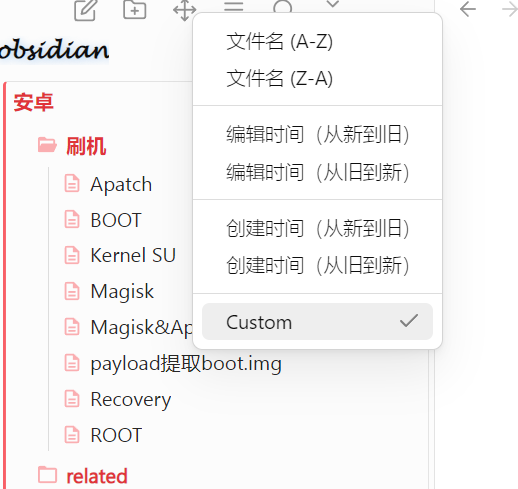 obsidian
安卓
刷机
Apatch
BOOT
Kernel SU
Magisk
Magisk&Ap
payload提取boot.img
Recovery
ROOT
related
文件名 (A-Z)
文件名 (Z-A)
编辑时间（从新到旧）
编辑时间（从旧到新）
创建时间（从新到旧）
创建时间（从旧到新）
Custom